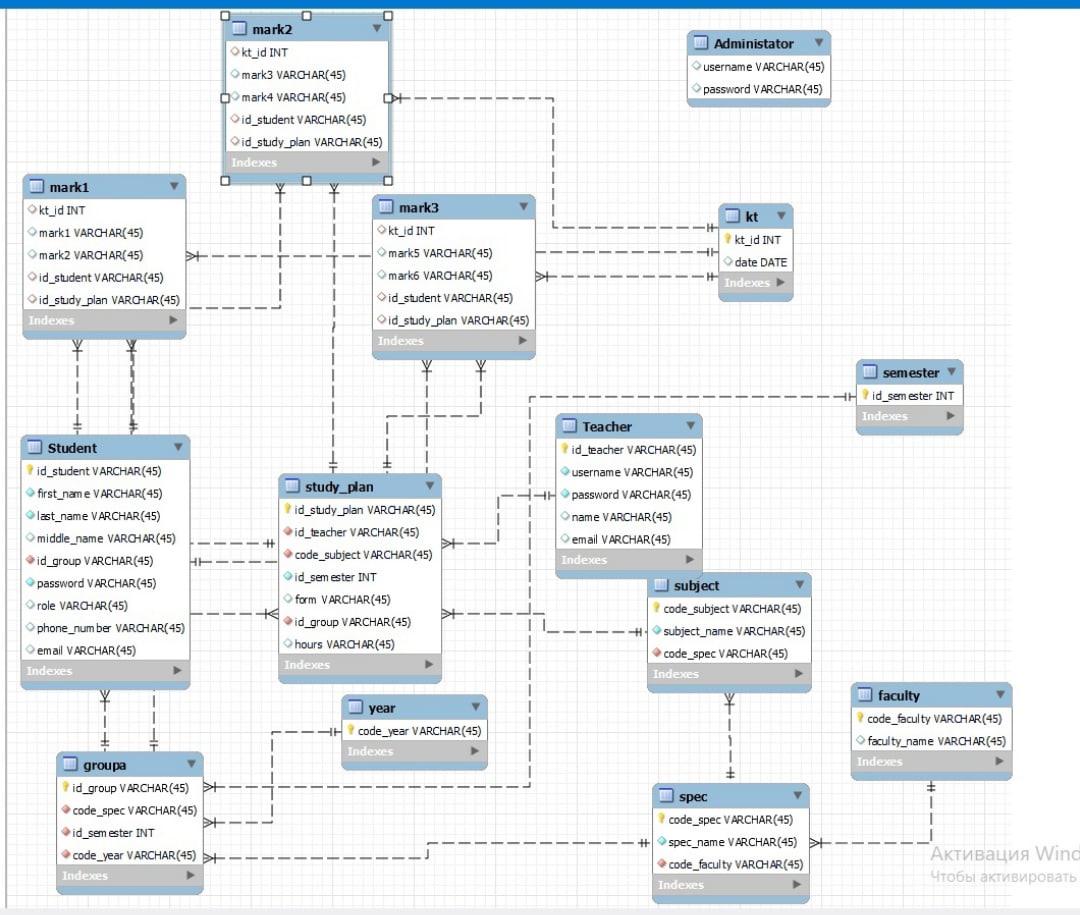 mark2
kt_id INT
mark3 VARCHAR(45)
mark4 VARCHAR(45)
id_student VARCHAR(45)
id_study_plan VARCHAR(45)
Indexes
Administator
username VARCHAR(45)
password VARCHAR(45)
mark1
kt_id INT
mark1 VARCHAR(45)
mark2 VARCHAR(45)
id_student VARCHAR(45)
id_study_plan VARCHAR(45)
Indexes
mark3
kt_id INT
mark5 VARCHAR(45)
mark6 VARCHAR(45)
id_student VARCHAR(45)
id_study_plan VARCHAR(45)
Indexes
kt
kt_id INT
date DATE
Indexes
semester
id_semester INT
Indexes
Student
id_student VARCHAR(45)
first_name VARCHAR(45)
last_name VARCHAR(45)
middle_name VARCHAR(45)
id_group VARCHAR(45)
password VARCHAR(45)
role VARCHAR(45)
phone_number VARCHAR(45)
email VARCHAR(45)
Indexes
study_plan
id_study_plan VARCHAR(45)
id_teacher VARCHAR(45)
code_subject VARCHAR(45)
id_semester INT
form VARCHAR(45)
id_group VARCHAR(45)
hours VARCHAR(45)
Indexes
Teacher
id_teacher VARCHAR(45)
username VARCHAR(45)
password VARCHAR(45)
name VARCHAR(45)
email VARCHAR(45)
Indexes
subject
code_subject VARCHAR(45)
subject_name VARCHAR(45)
code_spec VARCHAR(45)
Indexes
year
code_year VARCHAR(45)
Indexes
faculty
code_faculty VARCHAR(45)
faculty_name VARCHAR(45)
Indexes
groupa
id_group VARCHAR(45)
code_spec VARCHAR(45)
id_semester INT
code_year VARCHAR(45)
Indexes
spec
code_spec VARCHAR(45)
spec_name VARCHAR(45)
code_faculty VARCHAR(45)
Indexes
Активация Wind
Чтобы активировать